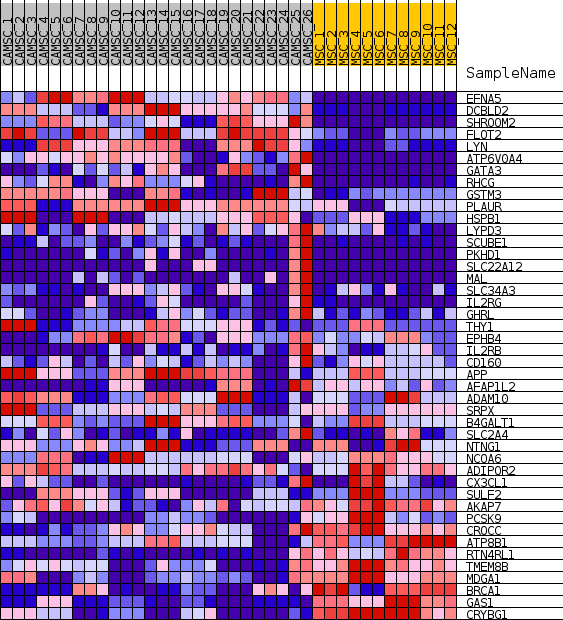 CAMSC_1
CAMSC_2
CAMSC_3
CAMSC_4
CAMSC_5
CAMSC_6
CAMSC_7
CAMSC_8
CAMSC_9
CAMSC_10
CAMSC_11
CAMSC_12
CAMSC_13
CAMSC_14
CAMSC_15
CAMSC_16
CAMSC_17
CAMSC_18
CAMSC_19
CAMSC_20
CAMSC_21
CAMSC_22
CAMSC_23
CAMSC_24
CAMSC_25
CAMSC_26
MSC_1
MSC_2
MSC_3
MSC_4
MSC_5
MSC_6
MSC_7
MSC_8
MSC_9
MSC_10
MSC_11
MSC_12
SampleName
EFNA5
DCBLD2
SHROOM2
FLOT2
LYN
ATP6V0A4
GATA3
RHCG
GSTM3
PLAUR
HSPB1
LYPD3
SCUBE1
PKHD1
SLC22A12
MAL
SLC34A3
IL2RG
GHRL
THY1
EPHB4
IL2RB
CD160
APP
AFAP1L2
ADAM10
SRPX
B4GALT1
SLC2A4
NTNG1
NCOA6
ADIPOR2
CX3CL1
SULF2
AKAP7
PCSK9
CROCC
ATP8B1
RTN4RL1
TMEM8B
MDGA1
BRCA1
GAS1
CRYBG1